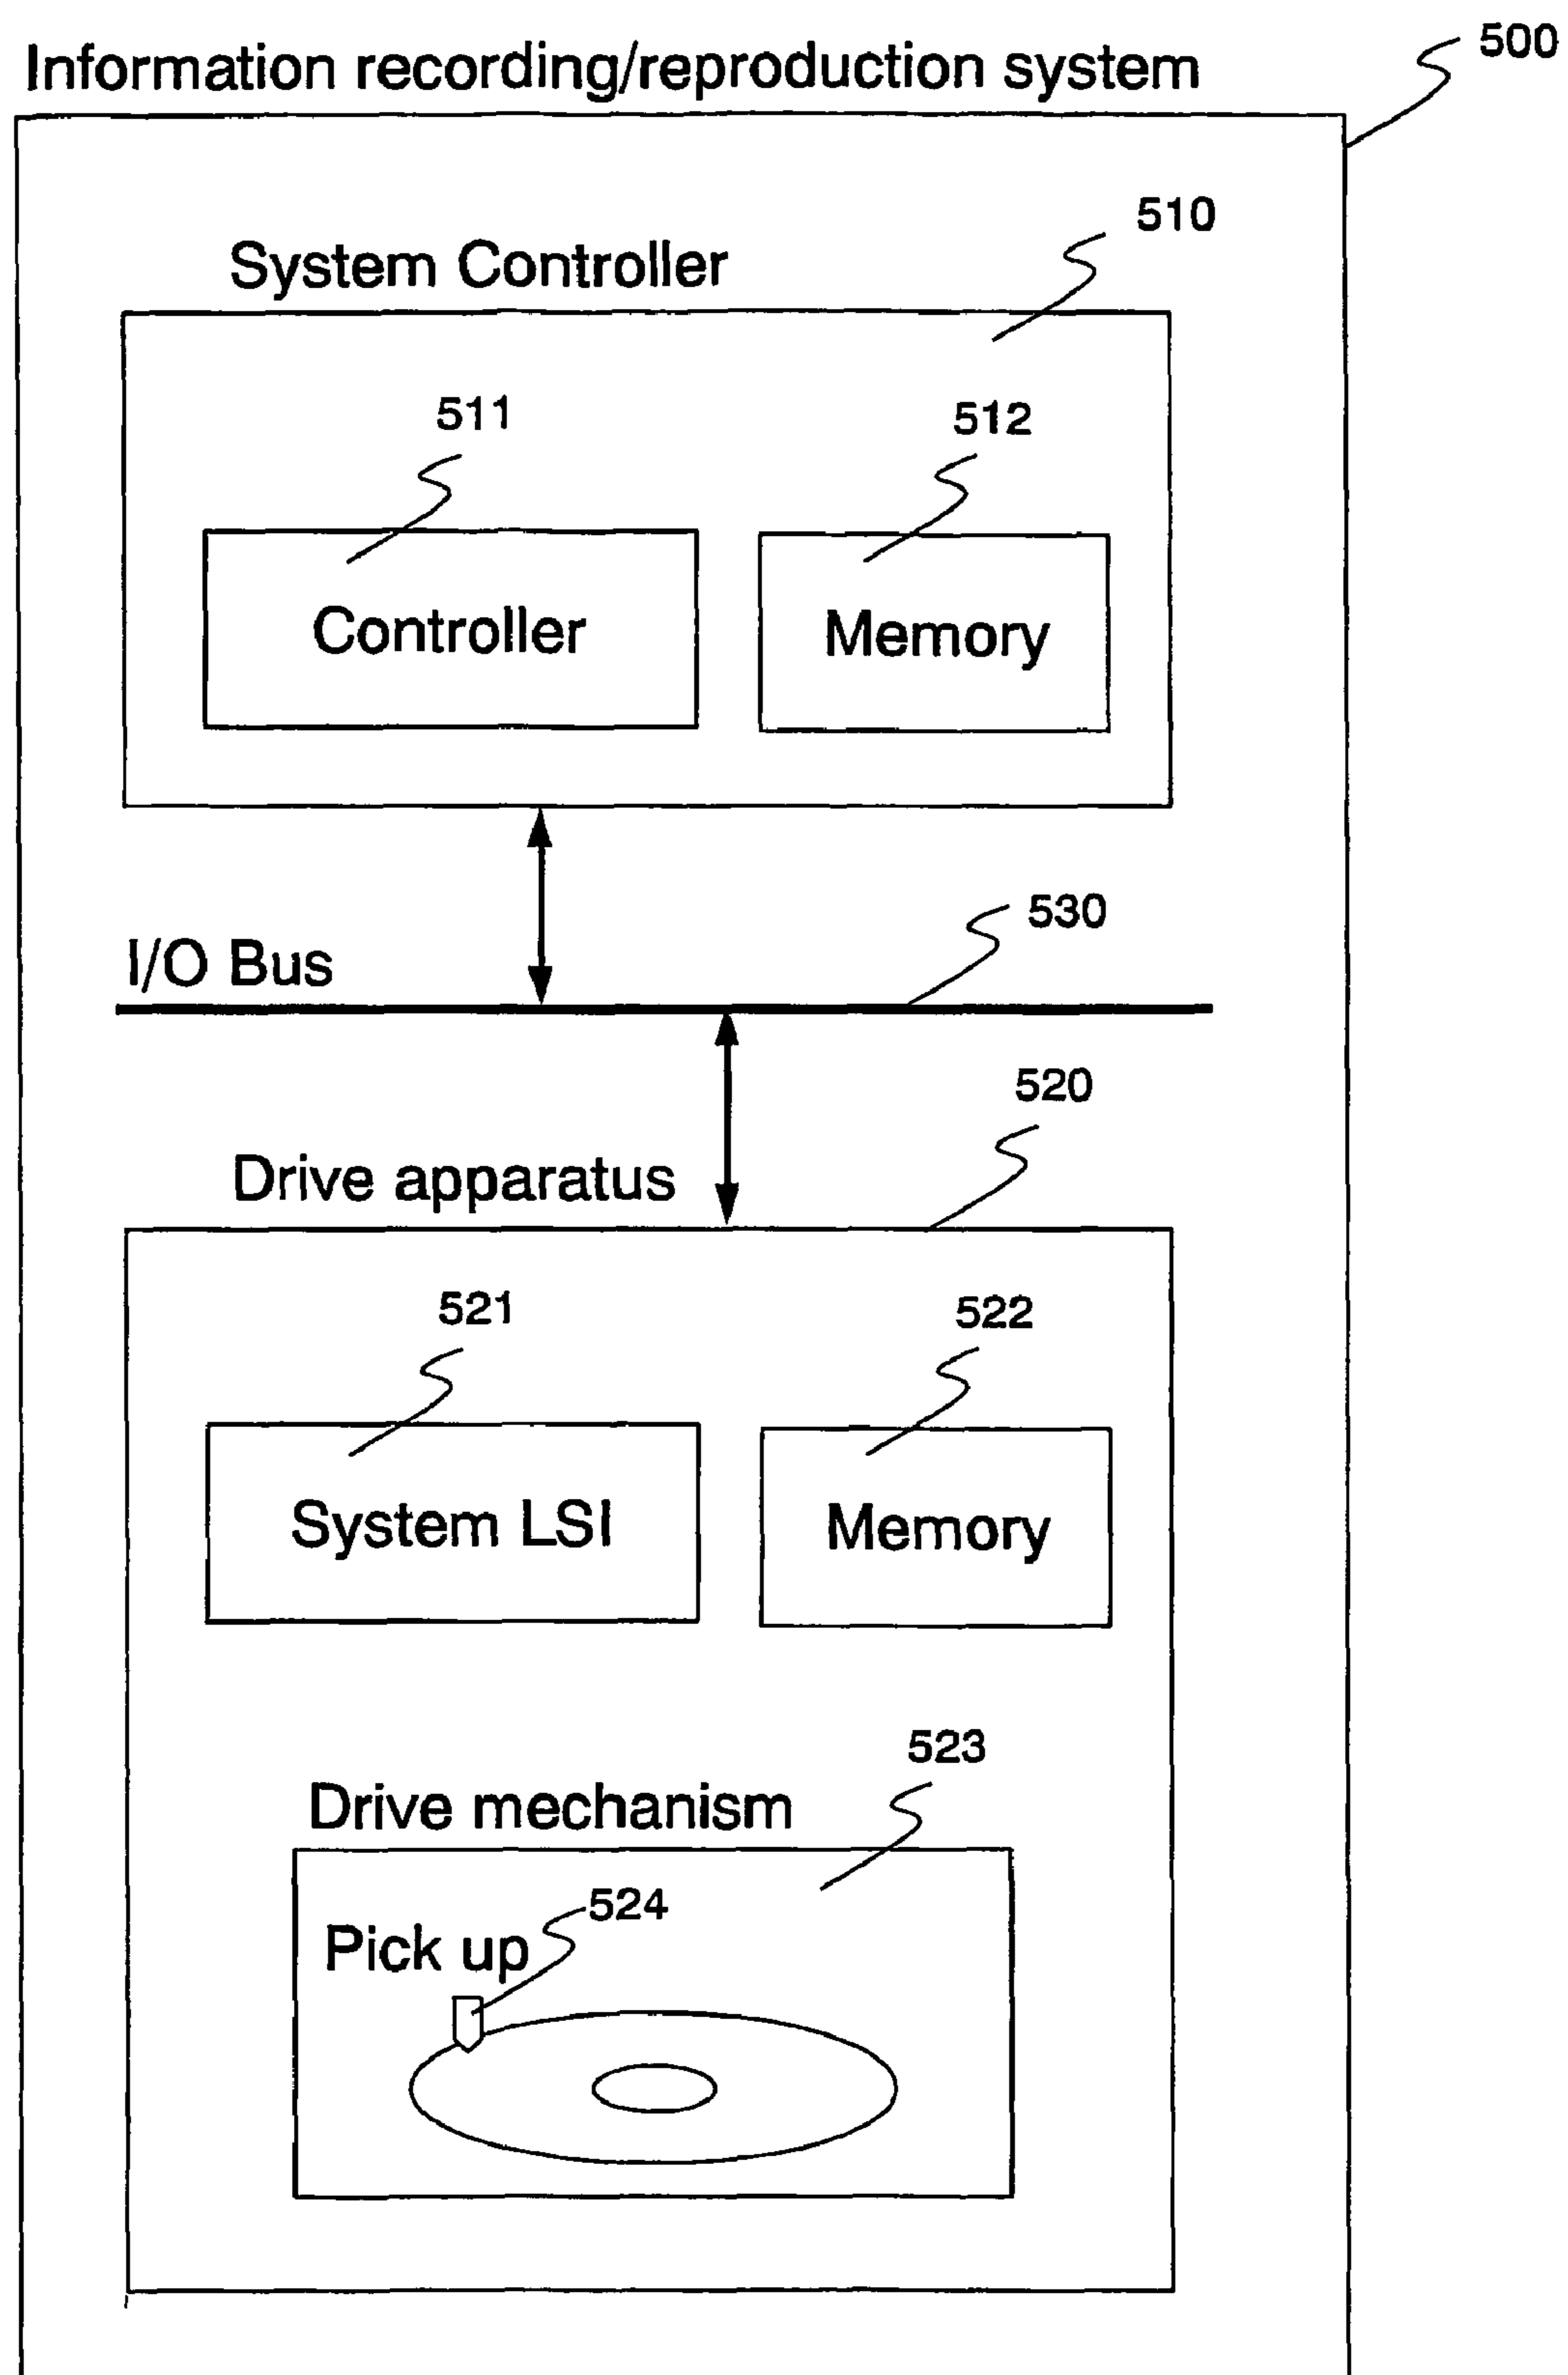 500
Information recording/reproduction system
510
System Controller
511
512
Controller
Memory
530
I/O Bus
520
Drive apparatus
521
522
System LSI
Memory
523
Drive mechanism
524
Pick up